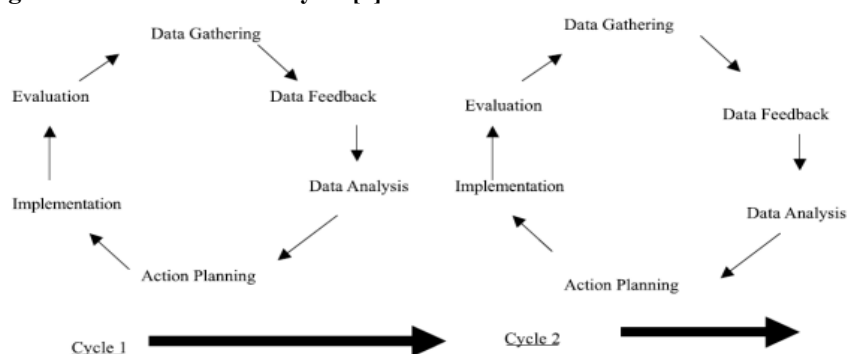 Data Gathering
Evaluation
Data Feedback
Implementation
Data Analysis
Action Planning
Cycle 1
Data Gathering
Evaluation
Data Feedback
Implementation
Data Analysis
Action Planning
Cycle 2